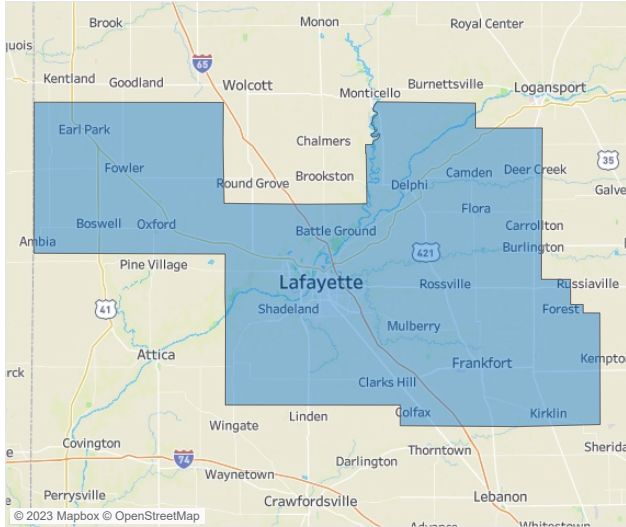 Brook
Monon
Royal Center
quois
65
Kentland
Goodland
Wolcott
Burnettsville
Logansport
Monticello
Earl Park
Chalmers
35
Fowler
Round Grove
Brookston
Delphi
Camden
Deer Creek
Galve
Flora
Boswell
Oxford
Battle Ground
Carrollton
Ambia
Burlington
421
Pine Village
Lafayette
Rossville
Russiaville
41
Shadeland
Forest
Mulberry
Attica
Frankfort
Kempto
rck
Clarks Hill
Linden
Colfax
Kirklin
Wingate
Covington
Sherida
e
74
Darlington
Thorntown
Waynetown
Perrysville
Crawfordsville
Lebanon
© 2023 Mapbox © OpenStreetMap
Advance
Whitestown